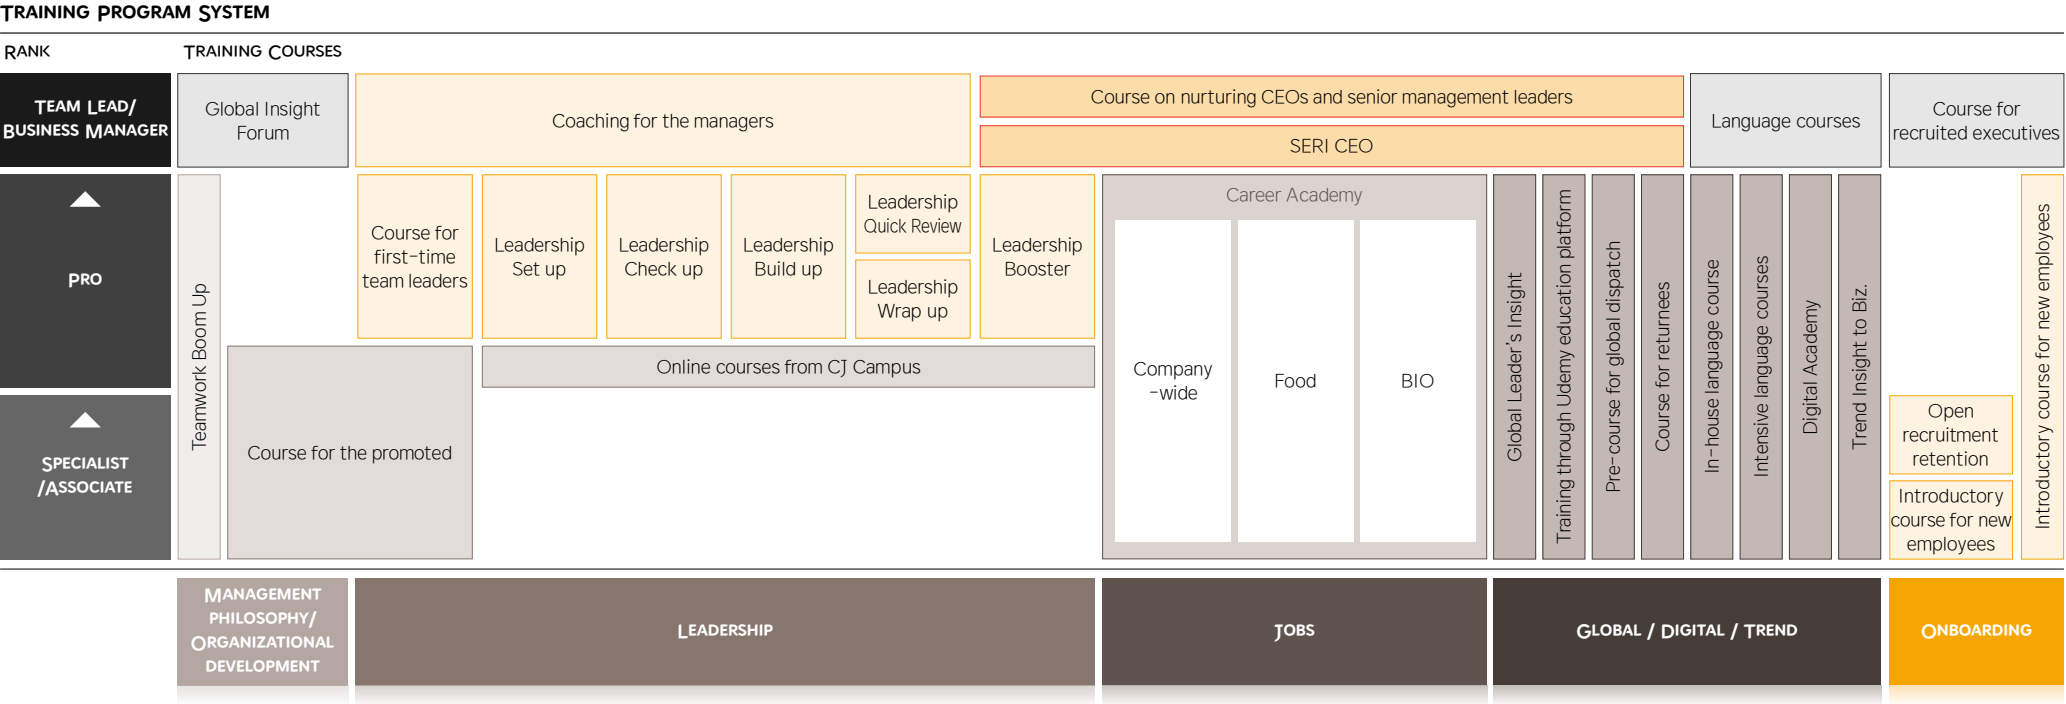 TRAINING PROGRAM SYSTEM
RANK
TRAINING COURSES
TEAM LEAD/
BUSINESS MANAGER
Global Insight
Forum
Coaching for the managers
Course on nurturing CEOs and senior management leaders
SERI CEO
Language courses
Course for
recruited executives
PRO
SPECIALIST
/ASSOCIATE
Teamwork Boom Up
Course for
first-time
team leaders
Leadership
Set up
Leadership
Check up
Leadership
Build up
Leadership
Quick Review
Leadership
Wrap up
Leadership
Booster
Online courses from CJ Campus
Course for the promoted
Career Academy
Company
-wide
Food
BIO
Global Leader's Insight
Training through Udemy education platform
Pre-course for global dispatch
Course for returnees
In-house language course
Intensive language courses
Digital Academy
Trend Insight to Biz.
Open
recruitment
retention
Introductory
course for new
employees
Introductory course for new employees
MANAGEMENT
PHILOSOPHY/
ORGANIZATIONAL
DEVELOPMENT
LEADERSHIP
JOBS
GLOBAL / DIGITAL / TREND
ONBOARDING